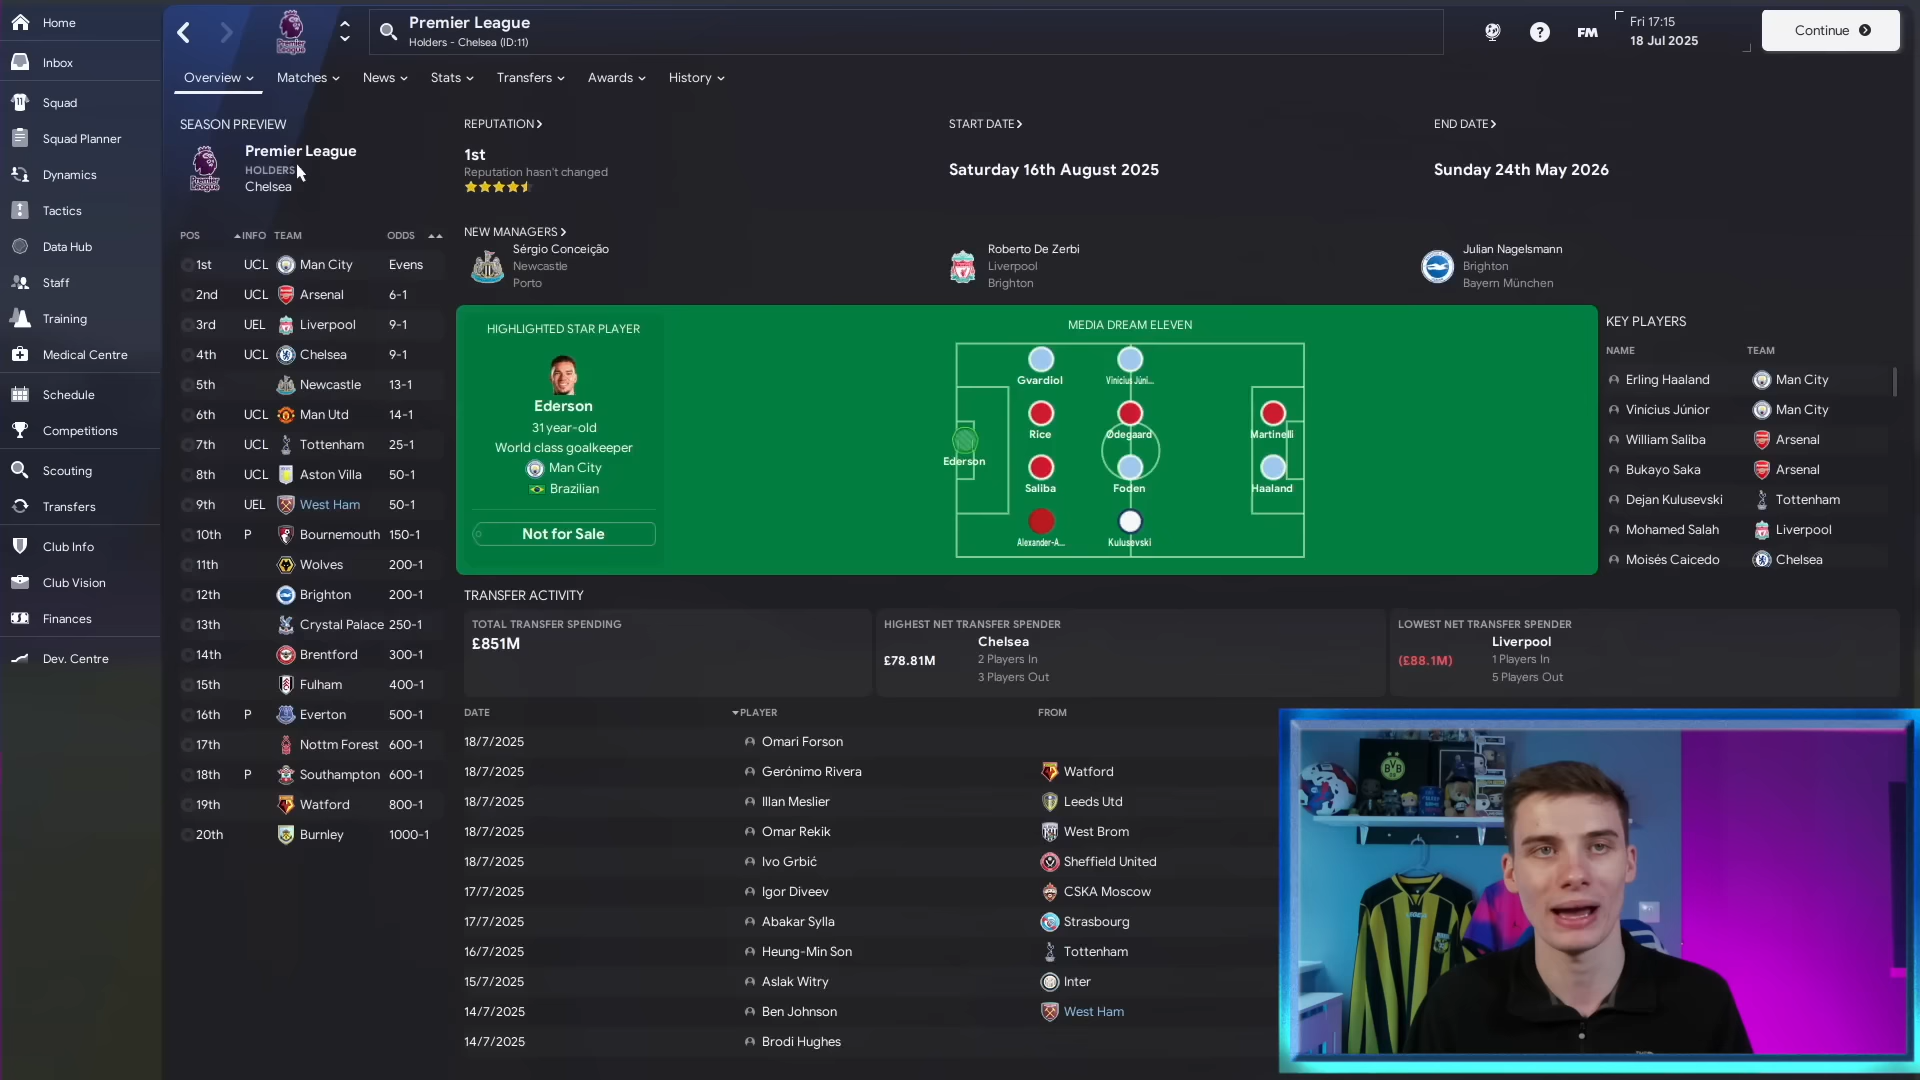 Home
Inbox
Squad
Squad Planner
Dynamics
Tactics
Data Hub
Staff
Training
Medical Centre
Schedule
Competitions
Scouting
Transfers
Club Info
Club Vision
Finances
Dev. Centre
Premier League
Holders - Chelsea (ID:11)
FM
Fri 17:15
18 Jul 2025
Continue
Overview Matches News Stats Transfers Awards History
SEASON PREVIEW
Premier League
HOLDERS
Chelsea
REPUTATION
1st
Reputation hasn't changed
START DATE
Saturday 16th August 2025
END DATE
Sunday 24th May 2026
POS INFO TEAM ODDS
1st UCL Man City Evens
2nd UCL Arsenal 6-1
3rd UEL Liverpool 9-1
4th UCL Chelsea 9-1
5th Newcastle 13-1
6th UCL Man Utd 14-1
7th UCL Tottenham 25-1
8th UCL Aston Villa 50-1
9th UEL West Ham 50-1
10th P Bournemouth 150-1
11th Wolves 200-1
12th Brighton 200-1
13th Crystal Palace 250-1
14th Brentford 300-1
15th Fulham 400-1
16th P Everton 500-1
17th Nottm Forest 600-1
18th P Southampton 600-1
19th Watford 800-1
20th Burnley 1000-1
NEW MANAGERS
Sérgio Conceição
Newcastle
Porto
Roberto De Zerbi
Liverpool
Brighton
Julian Nagelsmann
Brighton
Bayern München
HIGHLIGHTED STAR PLAYER
Ederson
31 year-old
World class goalkeeper
Man City
Brazilian
Not for Sale
MEDIA DREAM ELEVEN
Gvardiol
Vinícius Júni...
Rice
Ødegaard
Martinelli
Ederson
Saliba
Foden
Haaland
Alexander-A...
Kulusevski
KEY PLAYERS
NAME TEAM
Erling Haaland Man City
Vinícius Júnior Man City
William Saliba Arsenal
Bukayo Saka Arsenal
Dejan Kulusevski Tottenham
Mohamed Salah Liverpool
Moisés Caicedo Chelsea
TRANSFER ACTIVITY
TOTAL TRANSFER SPENDING
£851M
HIGHEST NET TRANSFER SPENDER
Chelsea
£78.81M
2 Players In
3 Players Out
LOWEST NET TRANSFER SPENDER
Liverpool
(£88.1M)
1 Players In
5 Players Out
DATE PLAYER FROM
18/7/2025 Omari Forson
18/7/2025 Gerónimo Rivera Watford
18/7/2025 Illan Meslier Leeds Utd
18/7/2025 Omar Rekik West Brom
18/7/2025 Ivo Grbić Sheffield United
17/7/2025 Igor Diveev CSKA Moscow
17/7/2025 Abakar Sylla Strasbourg
16/7/2025 Heung-Min Son Tottenham
15/7/2025 Aslak Witry Inter
14/7/2025 Ben Johnson West Ham
14/7/2025 Brodi Hughes
BVB
09